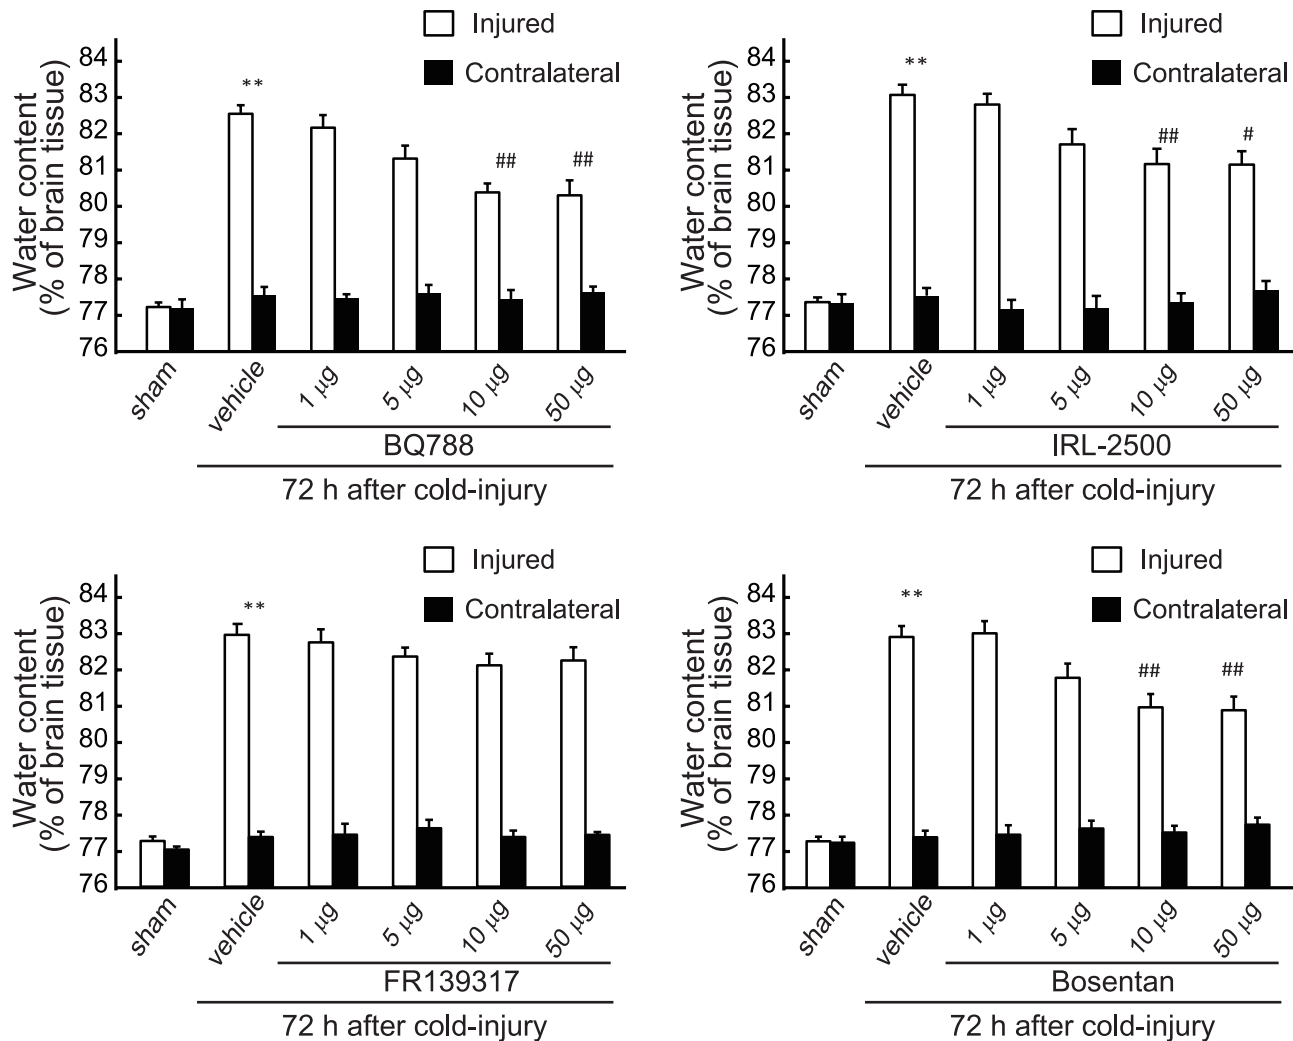 Injured
Contralateral
Water content
(% of brain tissue)
84
83
82
81
80
79
78
77
76
**
##
##
sham
vehicle
1 µg
5 µg
10 µg
50 µg
BQ788
72 h after cold-injury
Injured
Contralateral
Water content
(% of brain tissue)
84
83
82
81
80
79
78
77
76
**
##
#
sham
vehicle
1 µg
5 µg
10 µg
50 µg
IRL-2500
72 h after cold-injury
Injured
Contralateral
Water content
(% of brain tissue)
84
83
82
81
80
79
78
77
76
**
sham
vehicle
1 µg
5 µg
10 µg
50 µg
FR139317
72 h after cold-injury
Injured
Contralateral
Water content
(% of brain tissue)
84
83
82
81
80
79
78
77
76
**
##
##
sham
vehicle
1 µg
5 µg
10 µg
50 µg
Bosentan
72 h after cold-injury